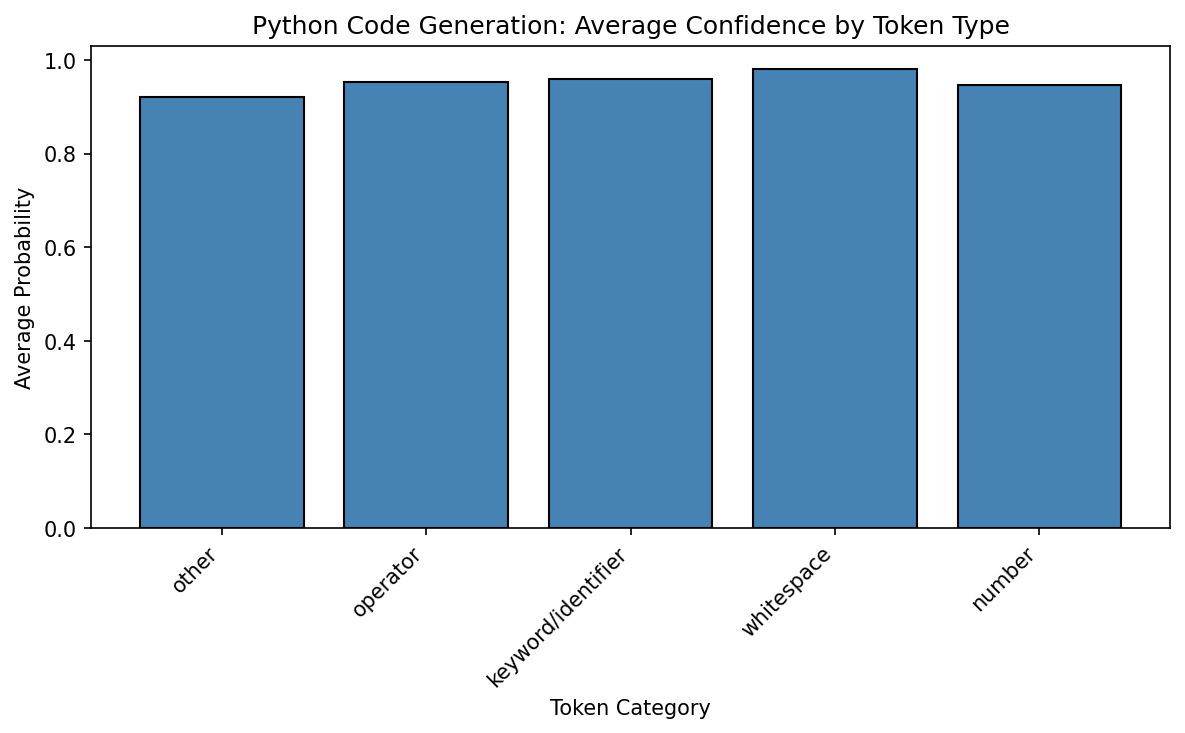 Python Code Generation: Average Confidence by Token Type
Average Probability
1.0
0.8
0.6
0.4
0.2
0.0
other
operator
keyword/identifier
whitespace
number
Token Category